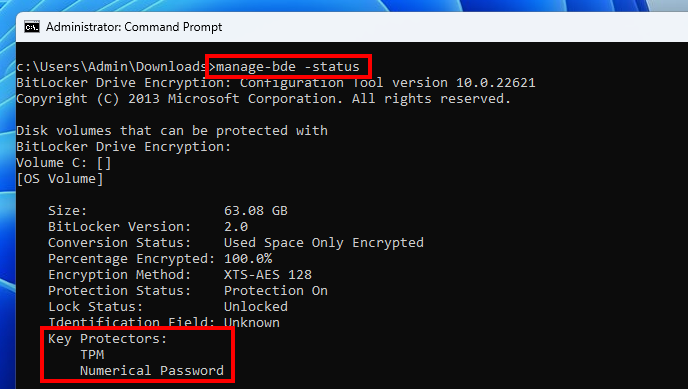 Administrator: Command Prompt
c:\Users\Admin\Downloads>manage-bde -status
BitLocker Drive Encryption: Configuration Tool version 10.0.22621
Copyright (C) 2013 Microsoft Corporation. All rights reserved.
Disk volumes that can be protected with
BitLocker Drive Encryption:
Volume C: []
[OS Volume]
Size: 63.08 GB
BitLocker Version: 2.0
Conversion Status: Used Space Only Encrypted
Percentage Encrypted: 100.0%
Encryption Method: XTS-AES 128
Protection Status: Protection On
Lock Status: Unlocked
Identification Field: Unknown
Key Protectors:
TPM
Numerical Password